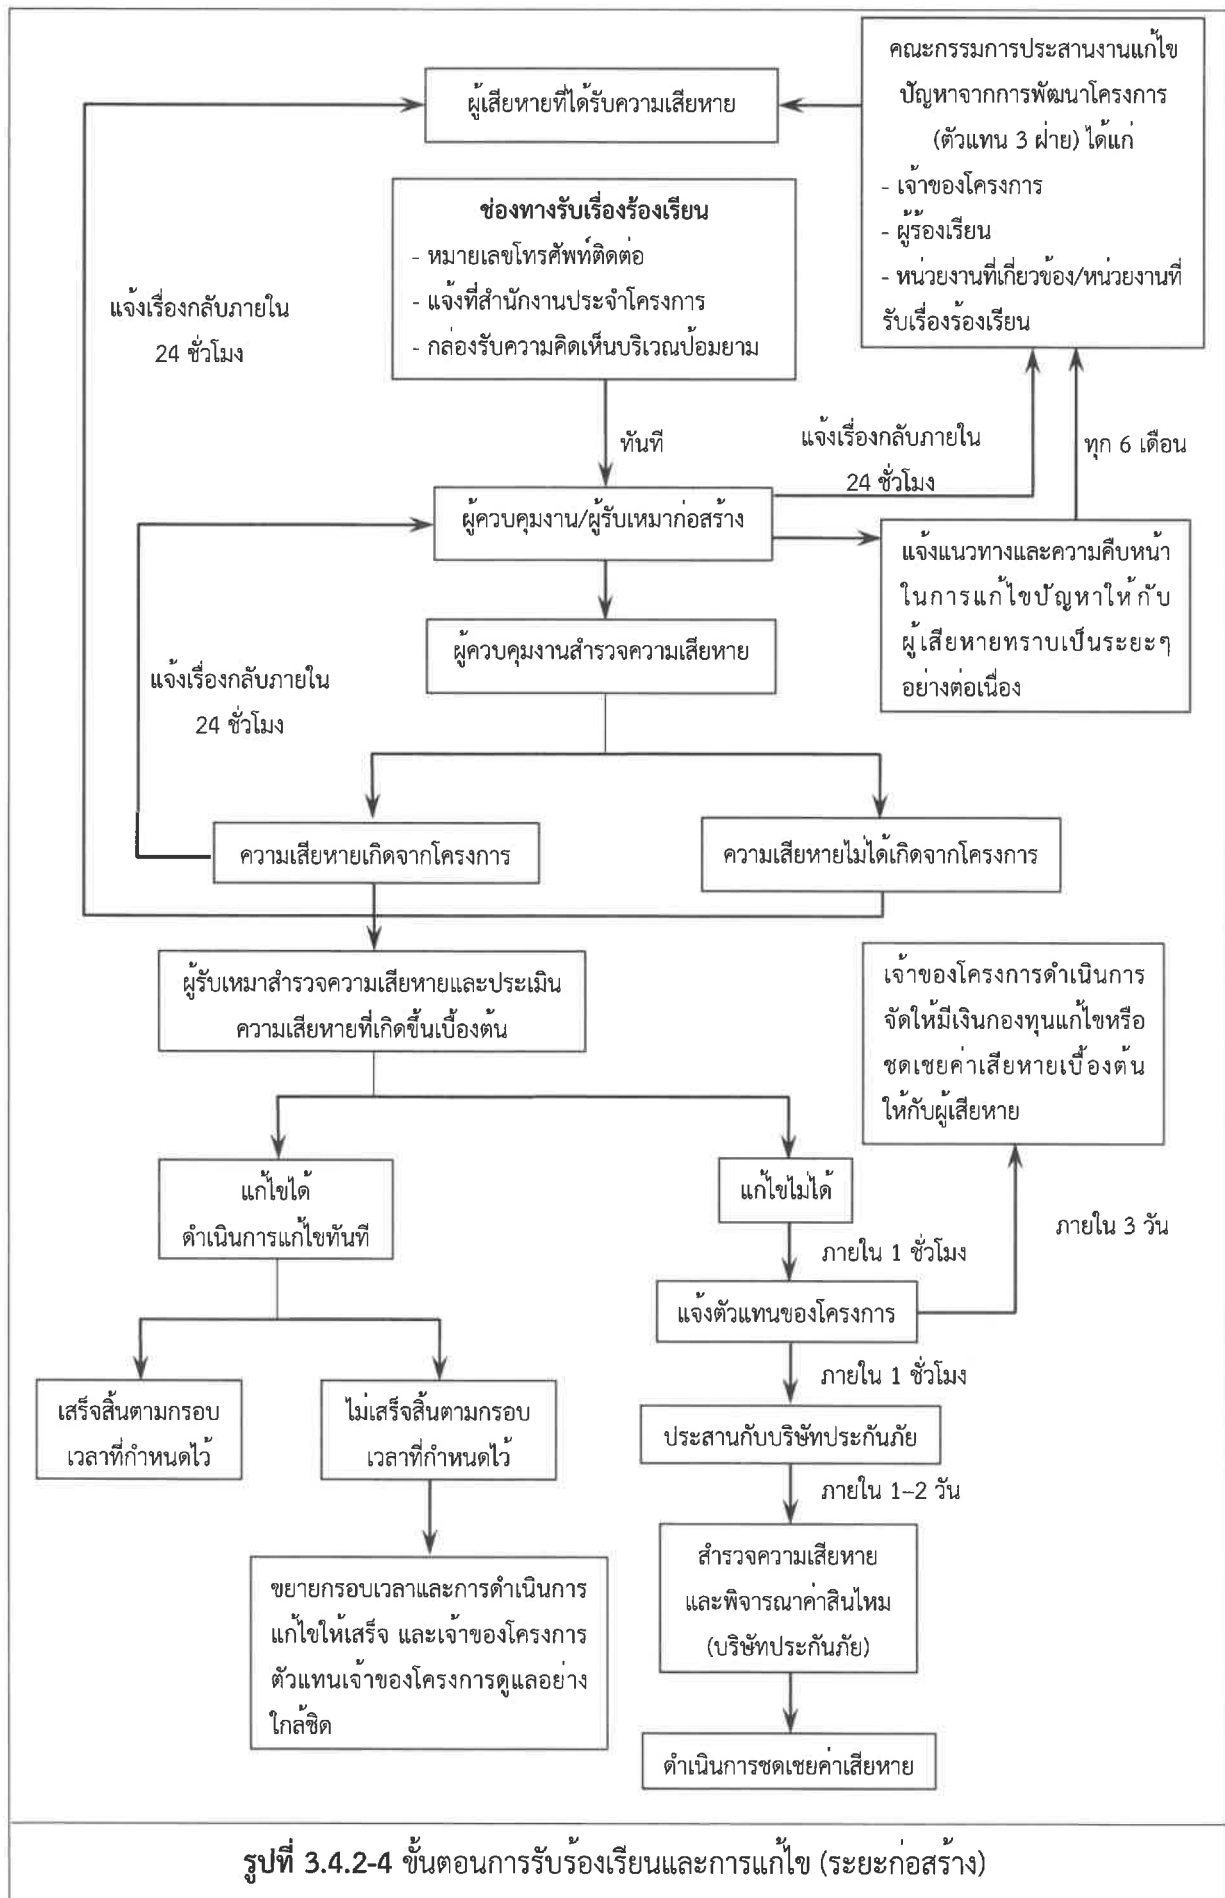 คณะกรรมการประสานงานแก้ไข
ปัญหาจากการพัฒนาโครงการ
(ตัวแทน 3 ฝ่าย) ได้แก่
- เจ้าของโครงการ
- ผู้ร้องเรียน
- หน่วยงานที่เกี่ยวข้อง/หน่วยงานที่
รับเรื่องร้องเรียน
ผู้เสียหายที่ได้รับความเสียหาย
ช่องทางรับเรื่องร้องเรียน
- หมายเลขโทรศัพท์ติดต่อ
- แจ้งที่สำนักงานประจำโครงการ
- กล่องรับความคิดเห็นบริเวณป้อมยาม
แจ้งเรื่องกลับภายใน
24 ชั่วโมง
ทันที
แจ้งเรื่องกลับภายใน
24 ชั่วโมง
ทุก 6 เดือน
ผู้ควบคุมงาน/ผู้รับเหมาก่อสร้าง
แจ้งแนวทางและความคืบหน้า
ในการแก้ไขปัญหาให้กับ
ผู้เสียหายทราบเป็นระยะๆ
อย่างต่อเนื่อง
ผู้ควบคุมงานสำรวจความเสียหาย
แจ้งเรื่องกลับภายใน
24 ชั่วโมง
ความเสียหายเกิดจากโครงการ
ความเสียหายไม่ได้เกิดจากโครงการ
ผู้รับเหมาสำรวจความเสียหายและประเมิน
ความเสียหายที่เกิดขึ้นเบื้องต้น
เจ้าของโครงการดำเนินการ
จัดให้มีเงินกองทุนแก้ไขหรือ
ชดเชยค่าเสียหายเบื้องต้น
ให้กับผู้เสียหาย
แก้ไขได้
ดำเนินการแก้ไขทันที
แก้ไขไม่ได้
ภายใน 3 วัน
ภายใน 1 ชั่วโมง
แจ้งตัวแทนของโครงการ
ภายใน 1 ชั่วโมง
เสร็จสิ้นตามกรอบ
เวลาที่กำหนดไว้
ไม่เสร็จสิ้นตามกรอบ
เวลาที่กำหนดไว้
ประสานกับบริษัทประกันภัย
ภายใน 1–2 วัน
สำรวจความเสียหาย
และพิจารณาค่าสินไหม
(บริษัทประกันภัย)
ขยายกรอบเวลาและการดำเนินการ
แก้ไขให้เสร็จ และเจ้าของโครงการ
ตัวแทนเจ้าของโครงการดูแลอย่าง
ใกล้ชิด
ดำเนินการชดเชยค่าเสียหาย
รูปที่ 3.4.2-4 ขั้นตอนการรับร้องเรียนและการแก้ไข (ระยะก่อสร้าง)